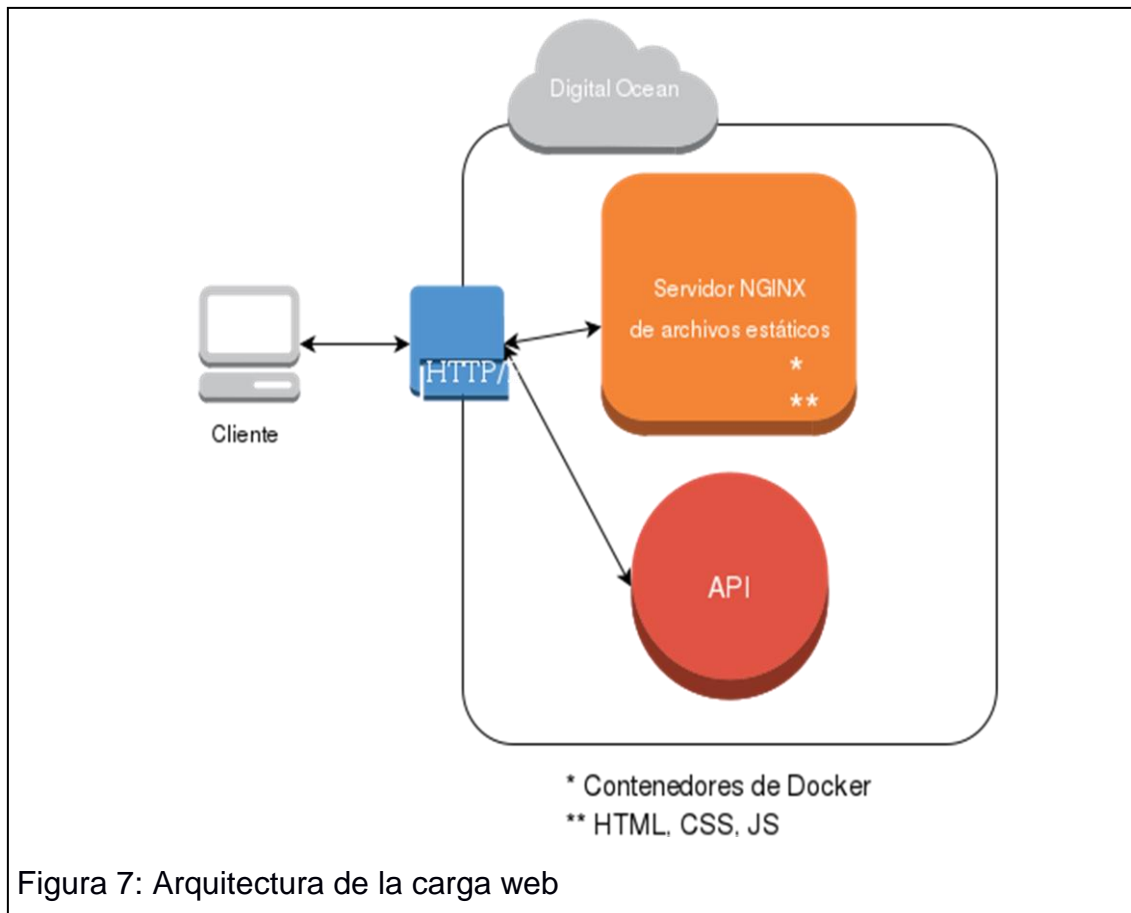 Digital Ocean
Servidor NGINX
de archivos estáticos
*
**
HTTP/
Cliente
API
* Contenedores de Docker
** HTML, CSS, JS
Figura 7: Arquitectura de la carga web